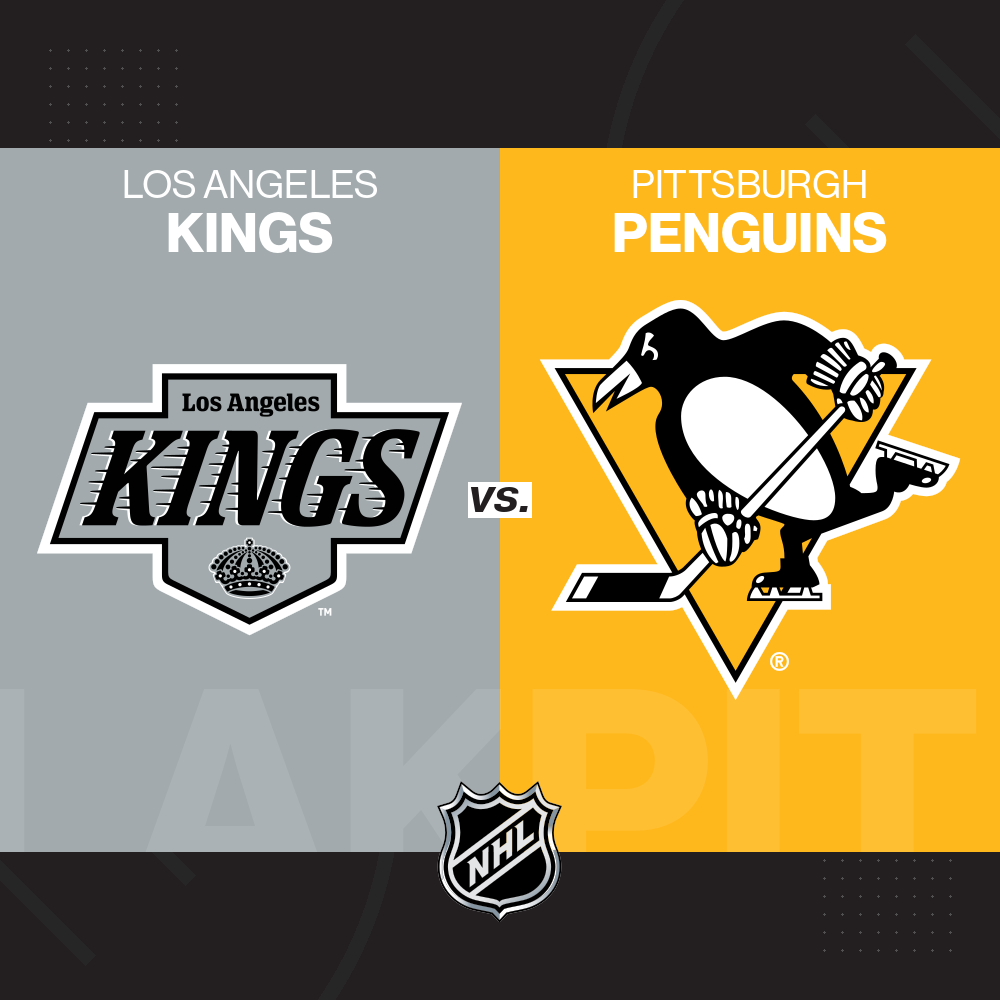 LOS ANGELES
KINGS
PITTSBURGH
PENGUINS
Los Angeles
KINGS
TM
vs.
®
LAK
PIT
NHL